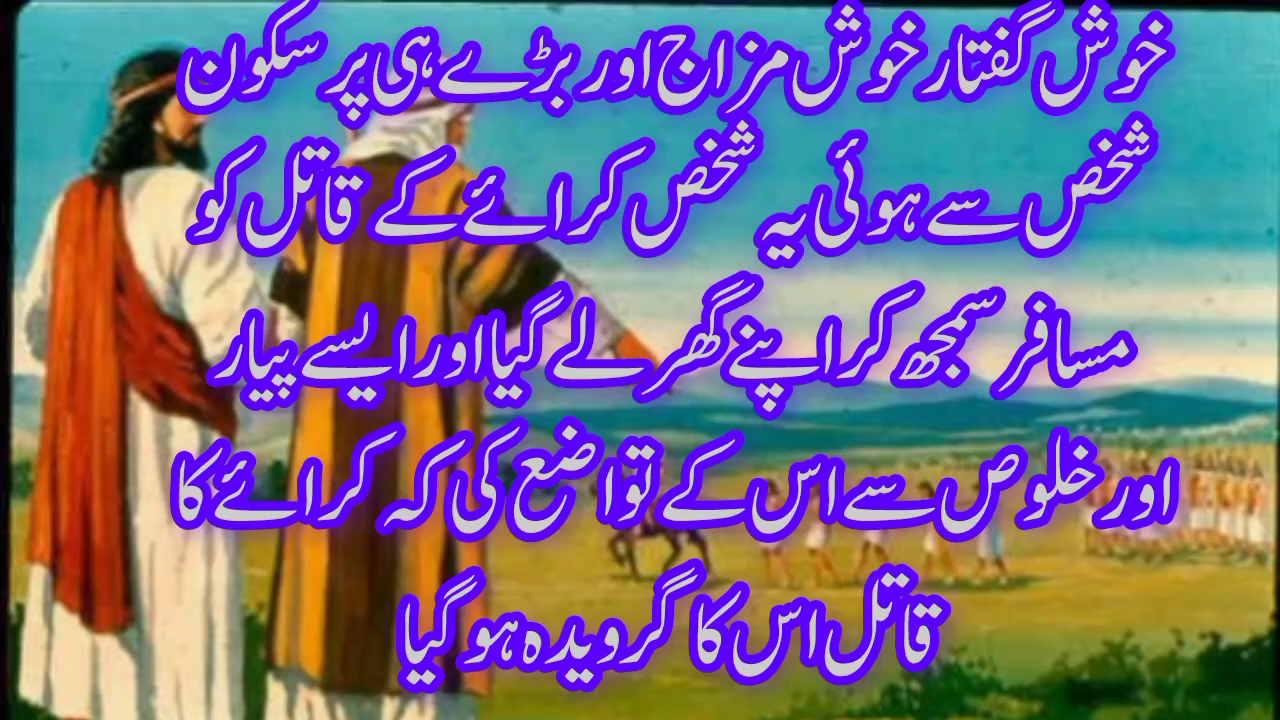 خوش گفتار خوش مزاج اور بڑے ہی پر سکون
شخص سے ہوئی یہ شخص کرائے کے قاتل کو
مسافر سمجھ کر اپنے گھر لے گیا اور ایسے پیار
اور خلوص سے اس کے تواضع کی کہ کرائے کا
قاتل اس کا گرویدہ ہو گیا